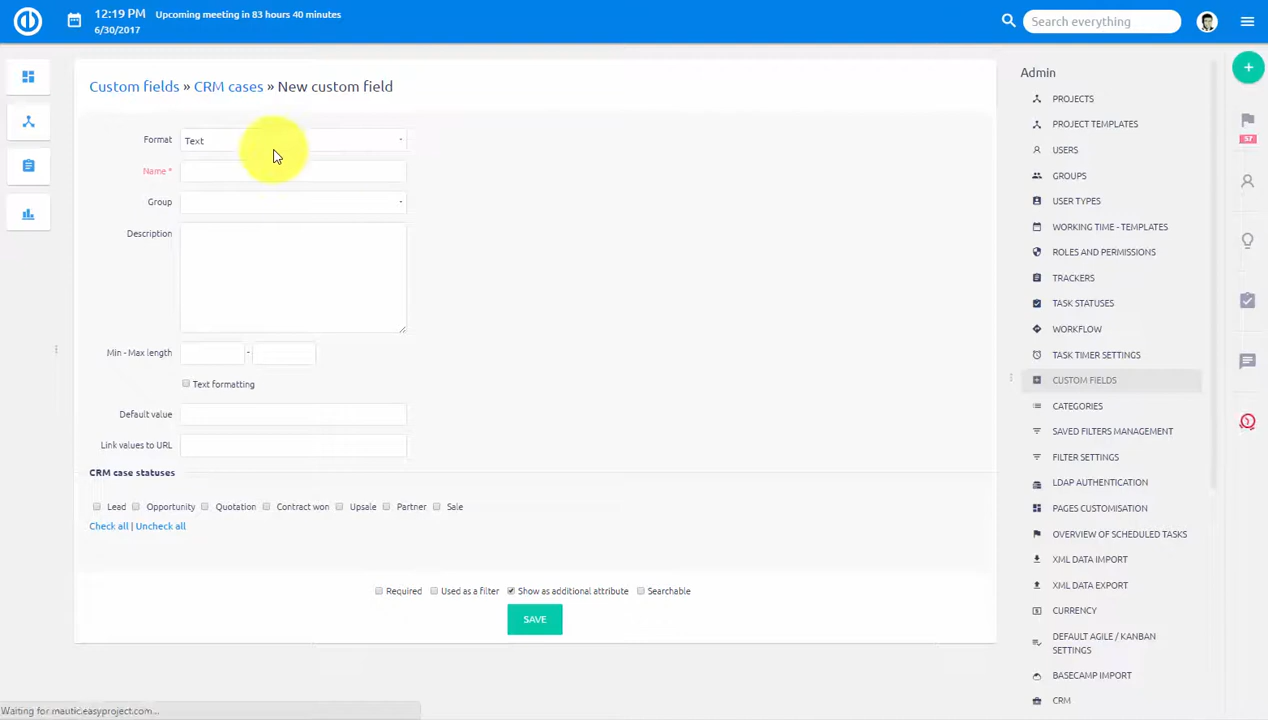 12:19 PM Upcoming meeting in 83 hours 40 minutes
6/30/2017
Search everything
Custom fields » CRM cases » New custom field
Format Text
Name *
Group
Description
Min - Max length -
Text formatting
Default value
Link values to URL
CRM case statuses
Lead Opportunity Quotation Contract won Upsale Partner Sale
Check all | Uncheck all
Required Used as a filter Show as additional attribute Searchable
SAVE
Admin
PROJECTS
PROJECT TEMPLATES
USERS
GROUPS
USER TYPES
WORKING TIME - TEMPLATES
ROLES AND PERMISSIONS
TRACKERS
TASK STATUSES
WORKFLOW
TASK TIMER SETTINGS
CUSTOM FIELDS
CATEGORIES
SAVED FILTERS MANAGEMENT
FILTER SETTINGS
LDAP AUTHENTICATION
PAGES CUSTOMISATION
OVERVIEW OF SCHEDULED TASKS
XML DATA IMPORT
XML DATA EXPORT
CURRENCY
DEFAULT AGILE / KANBAN
SETTINGS
BASECAMP IMPORT
CRM
57
Waiting for mautic.easyproject.com...